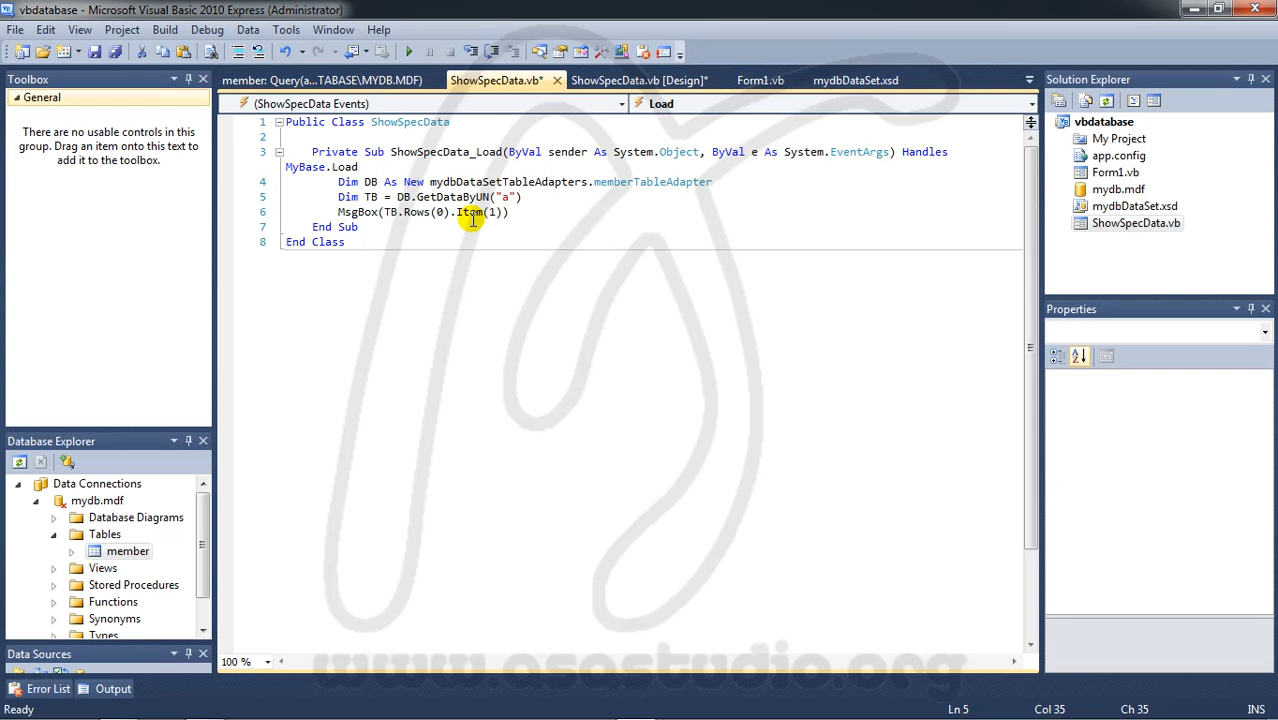 vbdatabase - Microsoft Visual Basic 2010 Express (Administrator)
File Edit View Project Build Debug Data Tools Window Help
Toolbox
General
There are no usable controls in this
group. Drag an item onto this text to
add it to the toolbox.
member: Query(a...TABASE\MYDB.MDF) ShowSpecData.vb* ShowSpecData.vb [Design]* Form1.vb mydbDataSet.xsd
(ShowSpecData Events) Load
1 Public Class ShowSpecData
2
3 Private Sub ShowSpecData_Load(ByVal sender As System.Object, ByVal e As System.EventArgs) Handles
MyBase.Load
4 Dim DB As New mydbDataSetTableAdapters.memberTableAdapter
5 Dim TB = DB.GetDataByUN("a")
6 MsgBox(TB.Rows(0).Item(1))
7 End Sub
8 End Class
100 %
Solution Explorer
vbdatabase
My Project
app.config
Form1.vb
mydb.mdf
mydbDataSet.xsd
ShowSpecData.vb
Properties
Database Explorer
Data Connections
mydb.mdf
Database Diagrams
Tables
member
Views
Stored Procedures
Functions
Synonyms
Types
Data Sources
Error List Output
www.asastudio.org
Ready Ln 5 Col 35 Ch 35 INS